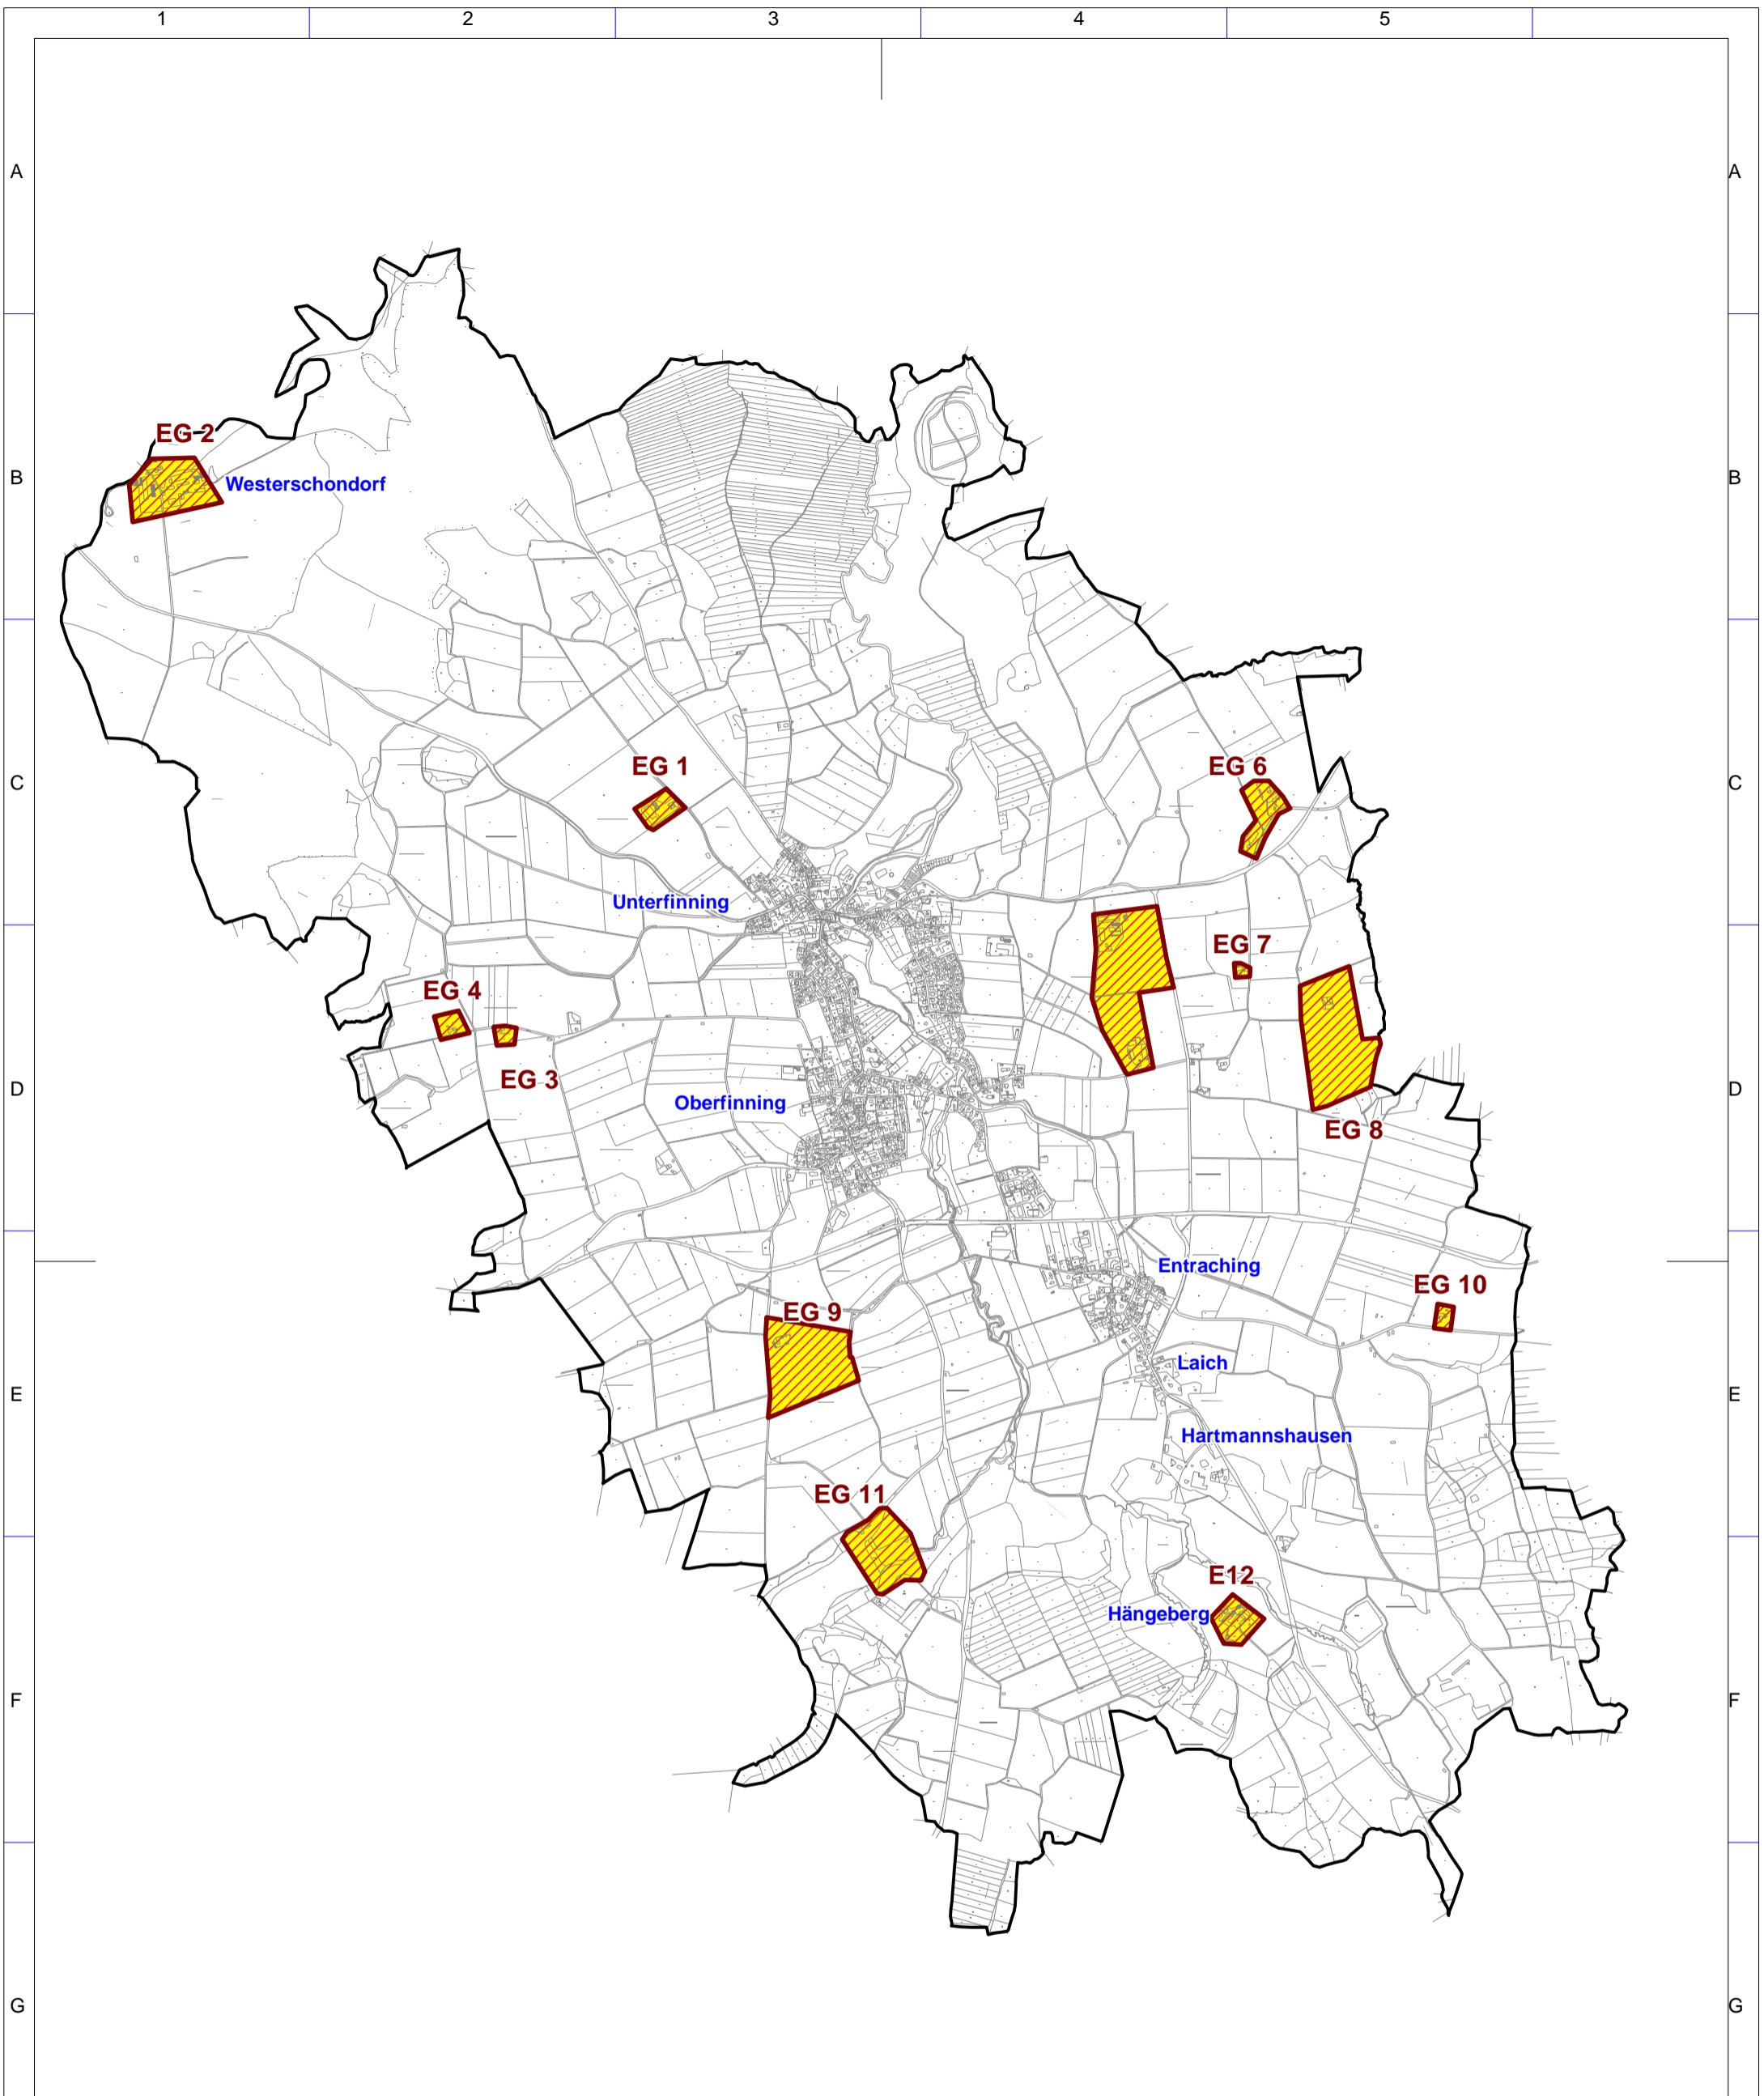 1 2 3 4 5
A A
EG 2
B Westerschondorf B
EG 1 EG 6
C C
Unterfinning
EG 7
EG 4
EG 3
D D
Oberfinning
EG 8
Entraching
EG 10
EG 9
Laich
E E
Hartmannshausen
EG 11
E12
Hängeberg
F F
G G